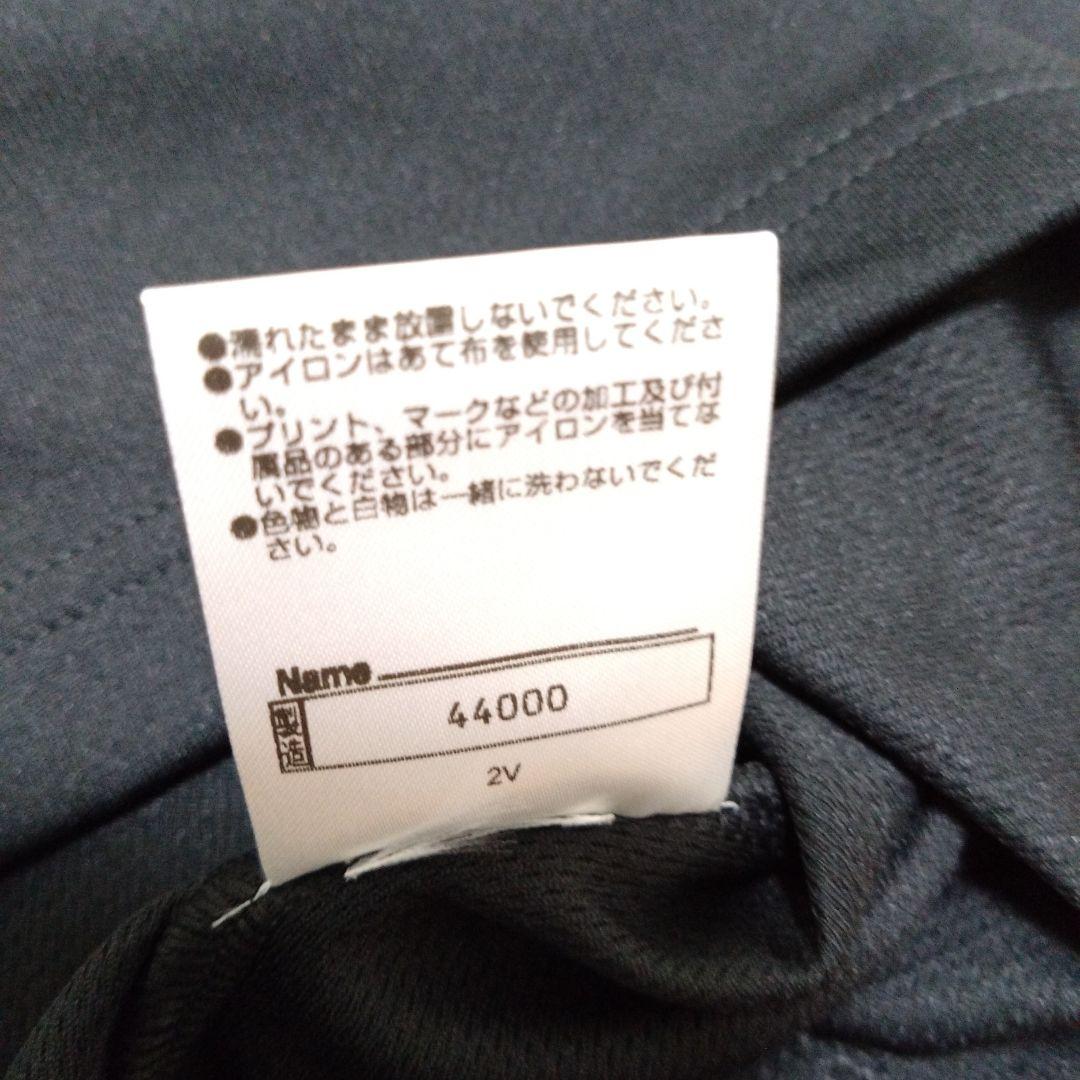 ●濡れたまま放置しないでください。
●アイロンはあて布を使用してくださ
い。
●プリント、マークなどの加工及び付
属品のある部分にアイロンを当てな
いでください。
●色物と白物は一緒に洗わないでくだ
さい。
Name
製造 44000
2V